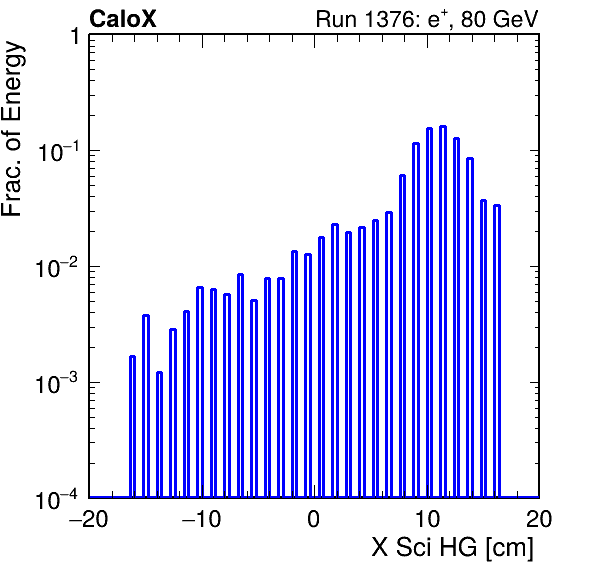 CaloX Run 1376: e⁺, 80 GeV
Frac. of Energy
1
10⁻¹
10⁻²
10⁻³
10⁻⁴
−20 −10 0 10 20
X Sci HG [cm]